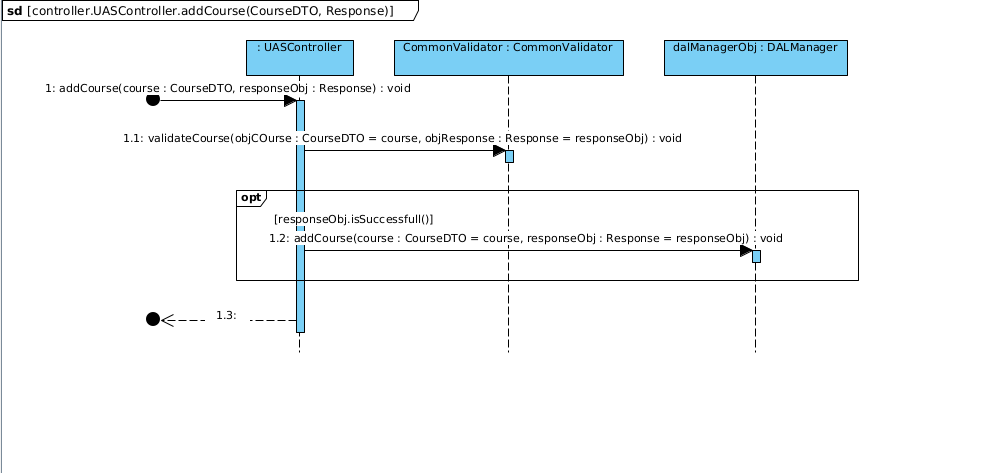 sd [controller.UASController.addCourse(CourseDTO, Response)]
: UASController
CommonValidator : CommonValidator
dalManagerObj : DALManager
1: addCourse(course : CourseDTO, responseObj : Response) : void
1.1: validateCourse(objCOurse : CourseDTO = course, objResponse : Response = responseObj) : void
opt
[responseObj.isSuccessfull()]
1.2: addCourse(course : CourseDTO = course, responseObj : Response = responseObj) : void
1.3: